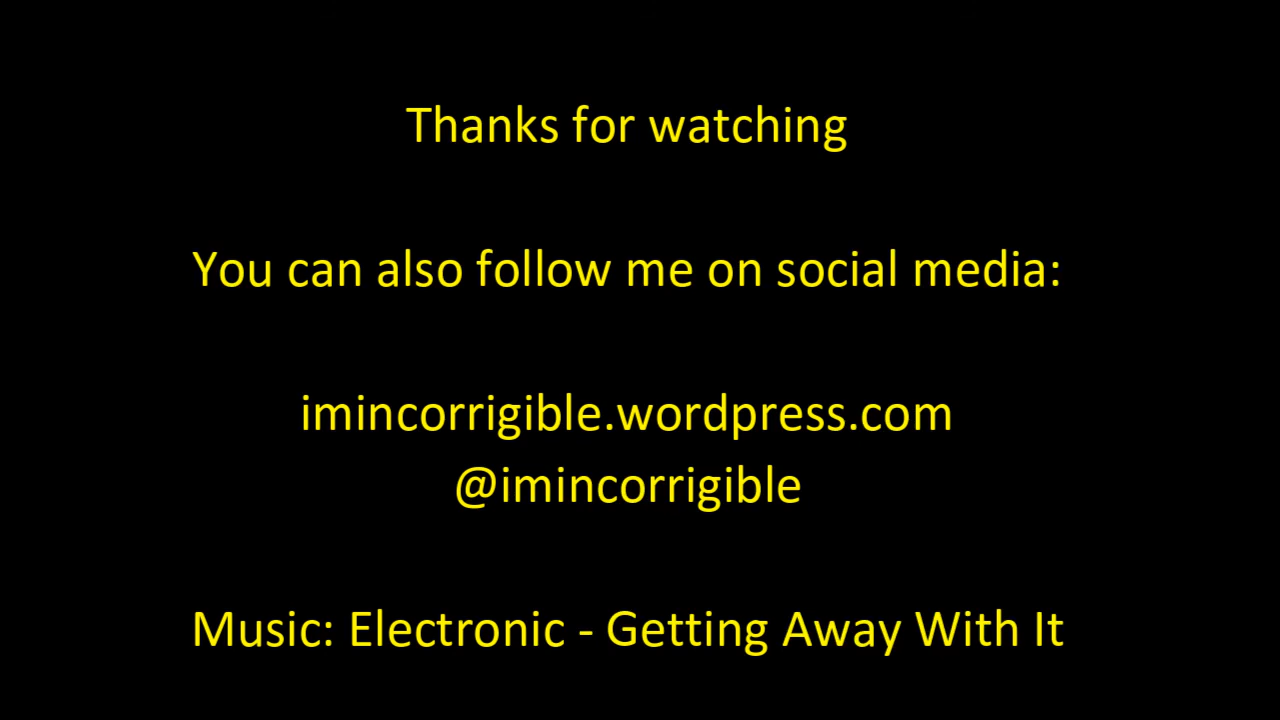 Thanks for watching
You can also follow me on social media:
imincorrigible.wordpress.com
@imincorrigible
Music: Electronic - Getting Away With It